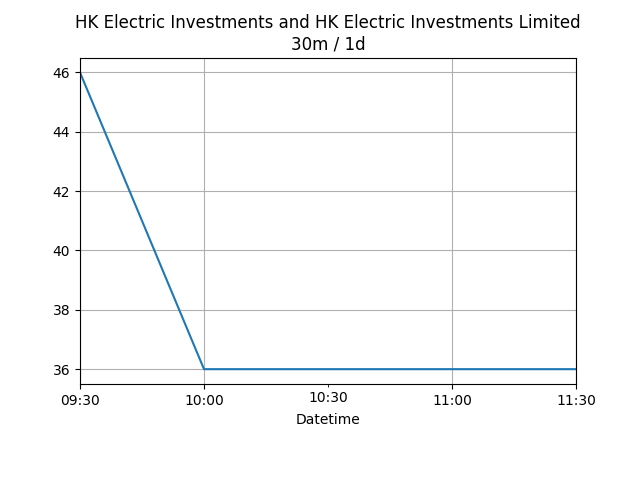 HK Electric Investments and HK Electric Investments Limited
30m / 1d
46
44
42
40
38
36
09:30 10:00 10:30 11:00 11:30
Datetime